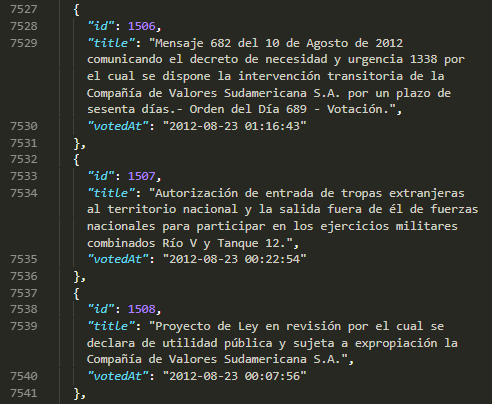 7527 {
7528 "id": 1506,
7529 "title": "Mensaje 682 del 10 de Agosto de 2012
comunicando el decreto de necesidad y urgencia 1338 por
el cual se dispone la intervención transitoria de la
Compañía de Valores Sudamericana S.A. por un plazo de
sesenta días.- Orden del Día 689 - Votación.",
7530 "votedAt": "2012-08-23 01:16:43"
7531 },
7532 {
7533 "id": 1507,
7534 "title": "Autorización de entrada de tropas extranjeras
al territorio nacional y la salida fuera de él de fuerzas
nacionales para participar en los ejercicios militares
combinados Río V y Tanque 12.",
7535 "votedAt": "2012-08-23 00:22:54"
7536 },
7537 {
7538 "id": 1508,
7539 "title": "Proyecto de Ley en revisión por el cual se
declara de utilidad pública y sujeta a expropiación la
Compañía de Valores Sudamericana S.A.",
7540 "votedAt": "2012-08-23 00:07:56"
7541 },